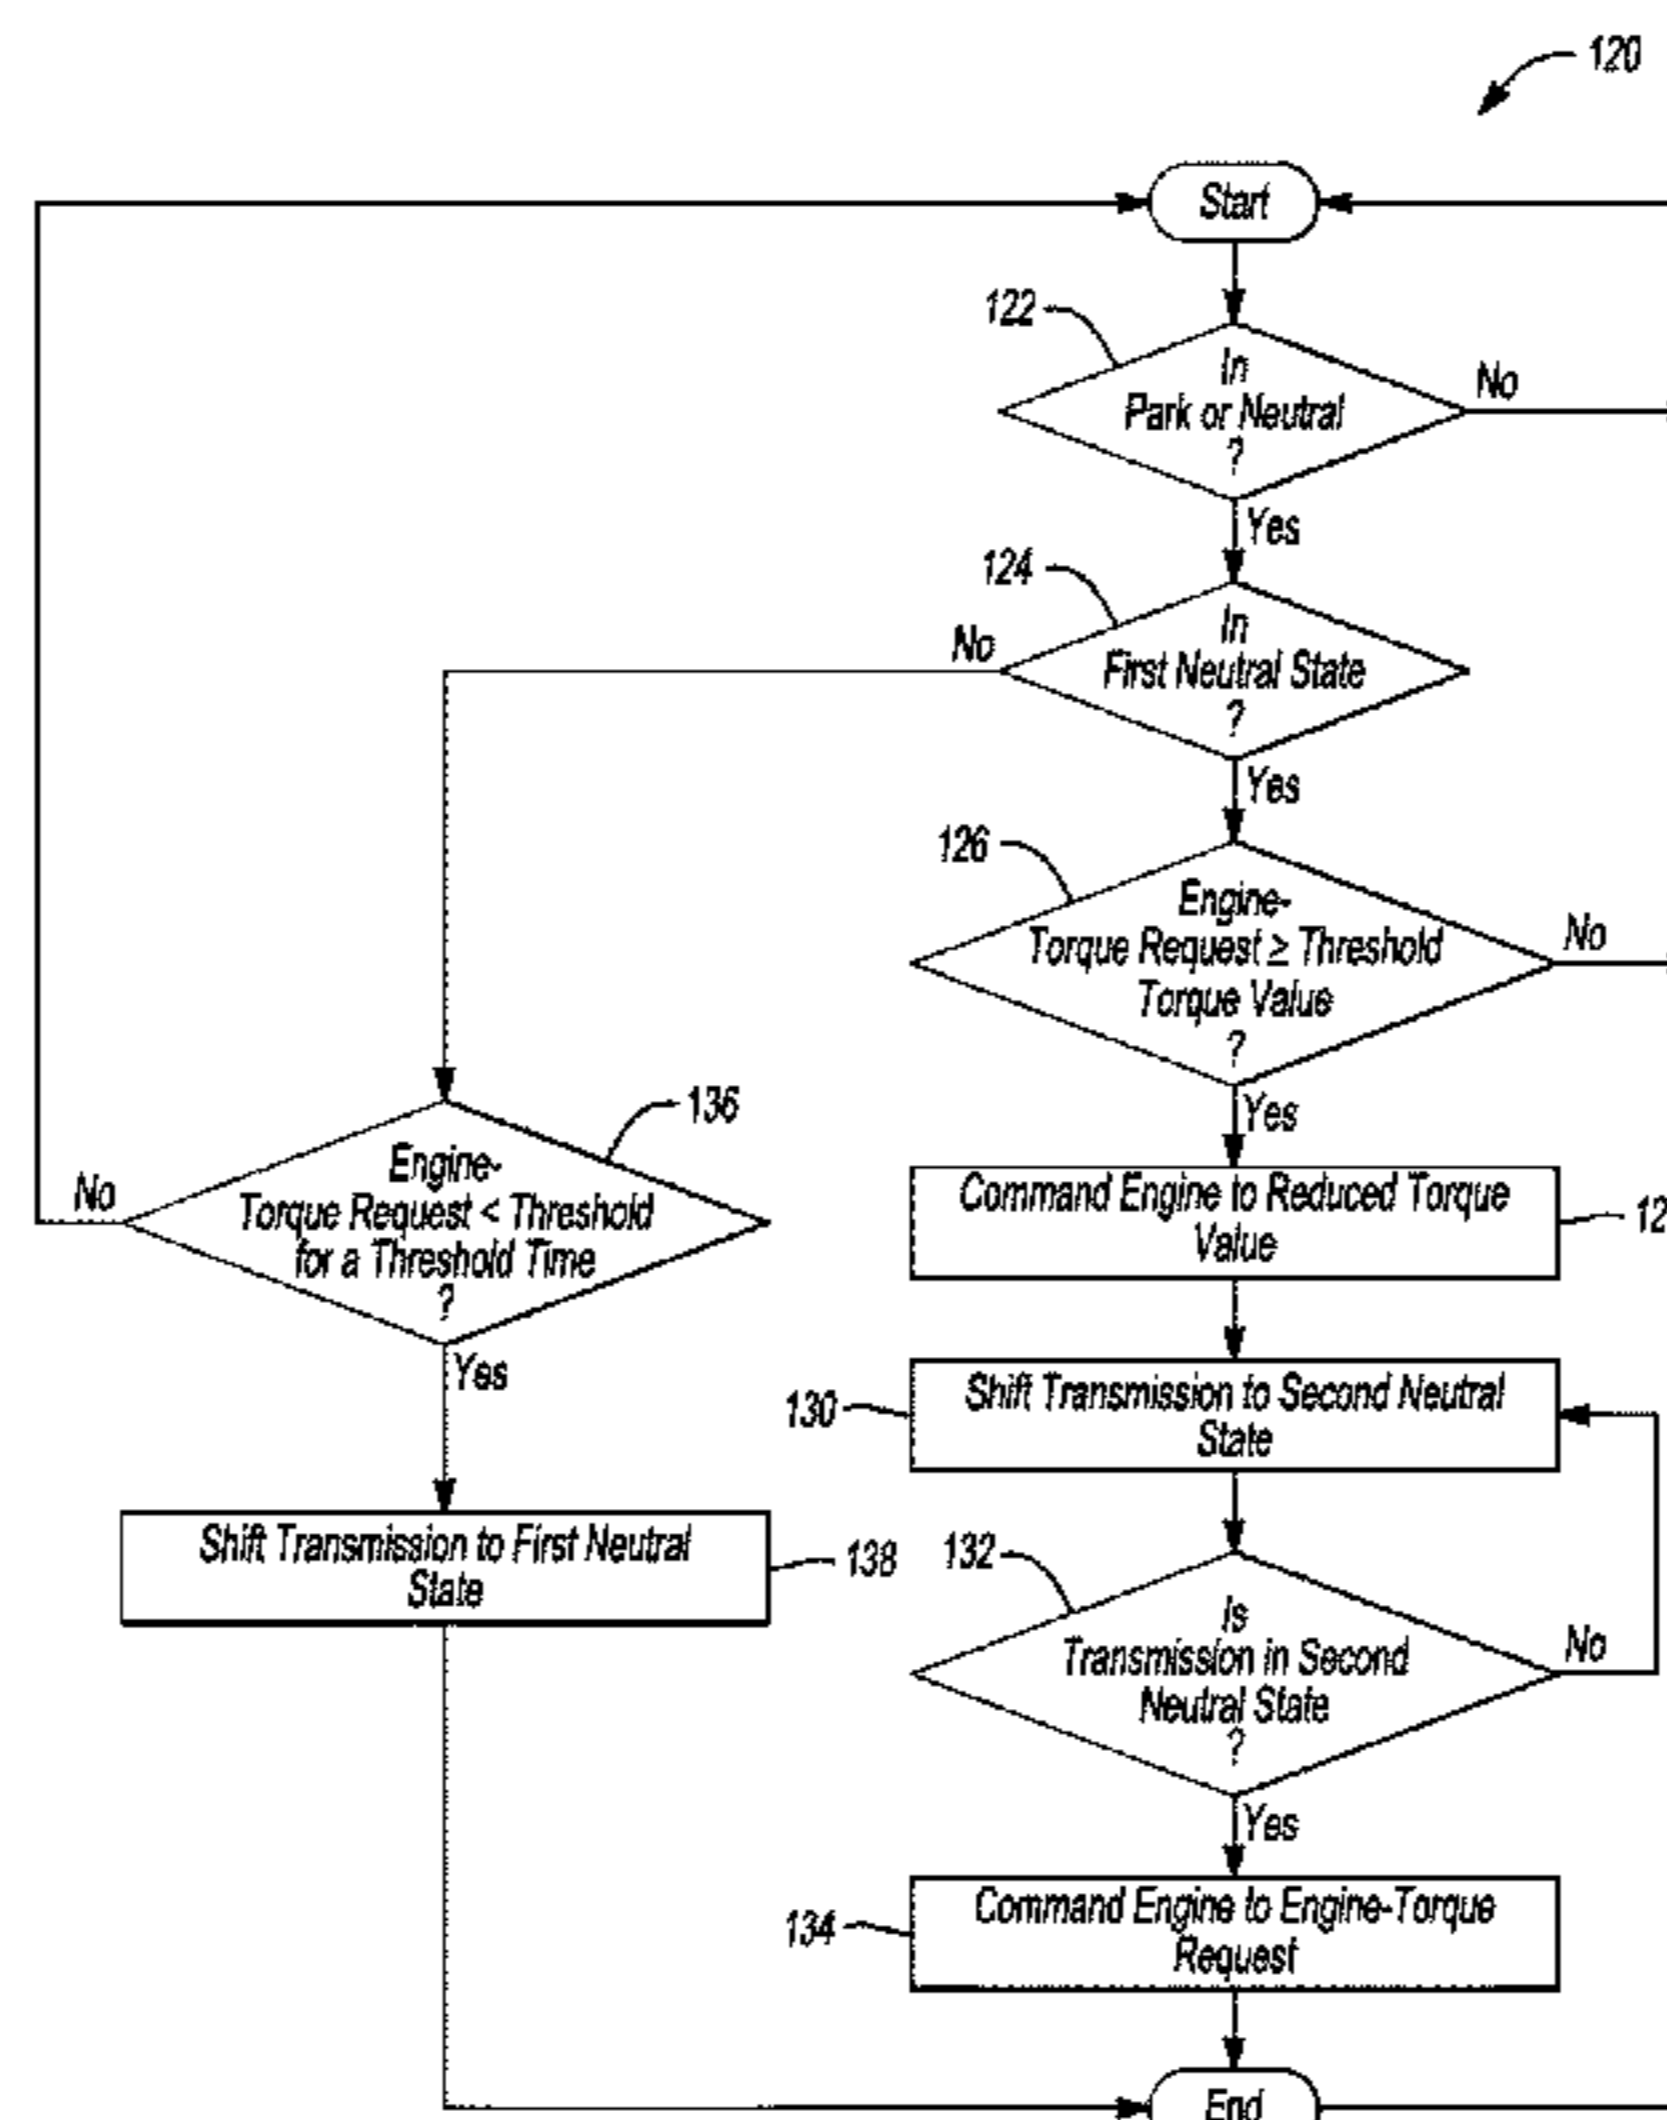 120
Start
122
In
Park or Neutral
?
No
Yes
124
In
First Neutral State
?
No
Yes
126
Engine-
Torque Request ≥ Threshold
Torque Value
?
No
Yes
136
Engine-
Torque Request < Threshold
for a Threshold Time
?
No
Yes
Command Engine to Reduced Torque
Value
12
130
Shift Transmission to Second Neutral
State
Shift Transmission to First Neutral
State
138
132
Is
Transmission in Second
Neutral State
?
No
Yes
134
Command Engine to Engine-Torque
Request
End